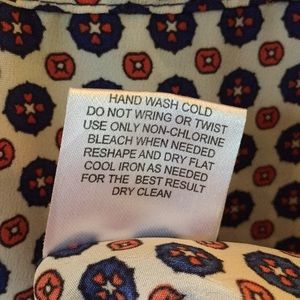 HAND WASH COLD
DO NOT WRING OR TWIST
USE ONLY NON-CHLORINE
BLEACH WHEN NEEDED
RESHAPE AND DRY FLAT
COOL IRON AS NEEDED
FOR THE BEST RESULT
DRY CLEAN